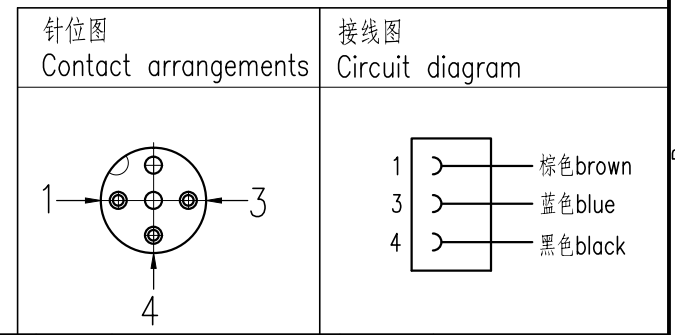 针位图
Contact arrangements
接线图
Circuit diagram
1
3
4
1 棕色brown
3 蓝色blue
4 黑色black